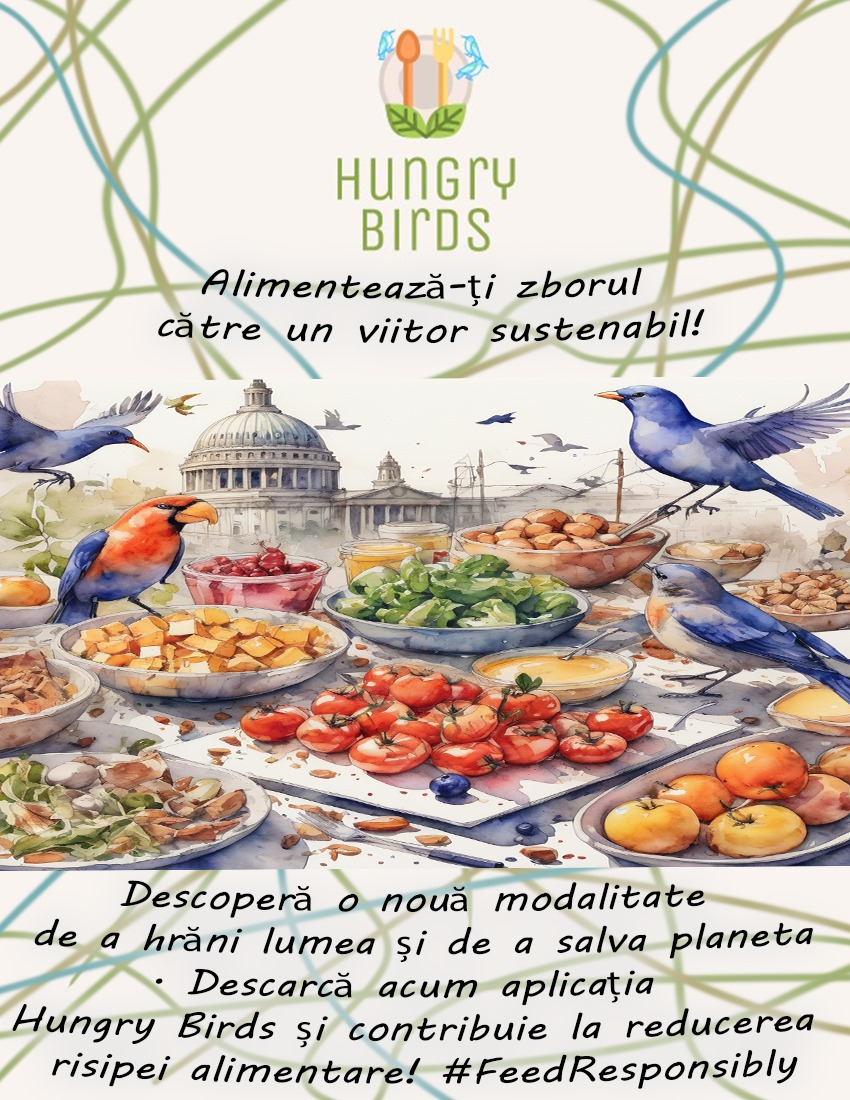 HUNGRY
BIRDS
Alimentează-ți zborul
către un viitor sustenabil!
Descoperă o nouă modalitate
de a hrăni lumea și de a salva planeta
· Descarcă acum aplicația
Hungry Birds și contribuie la reducerea
risipei alimentare! #FeedResponsibly